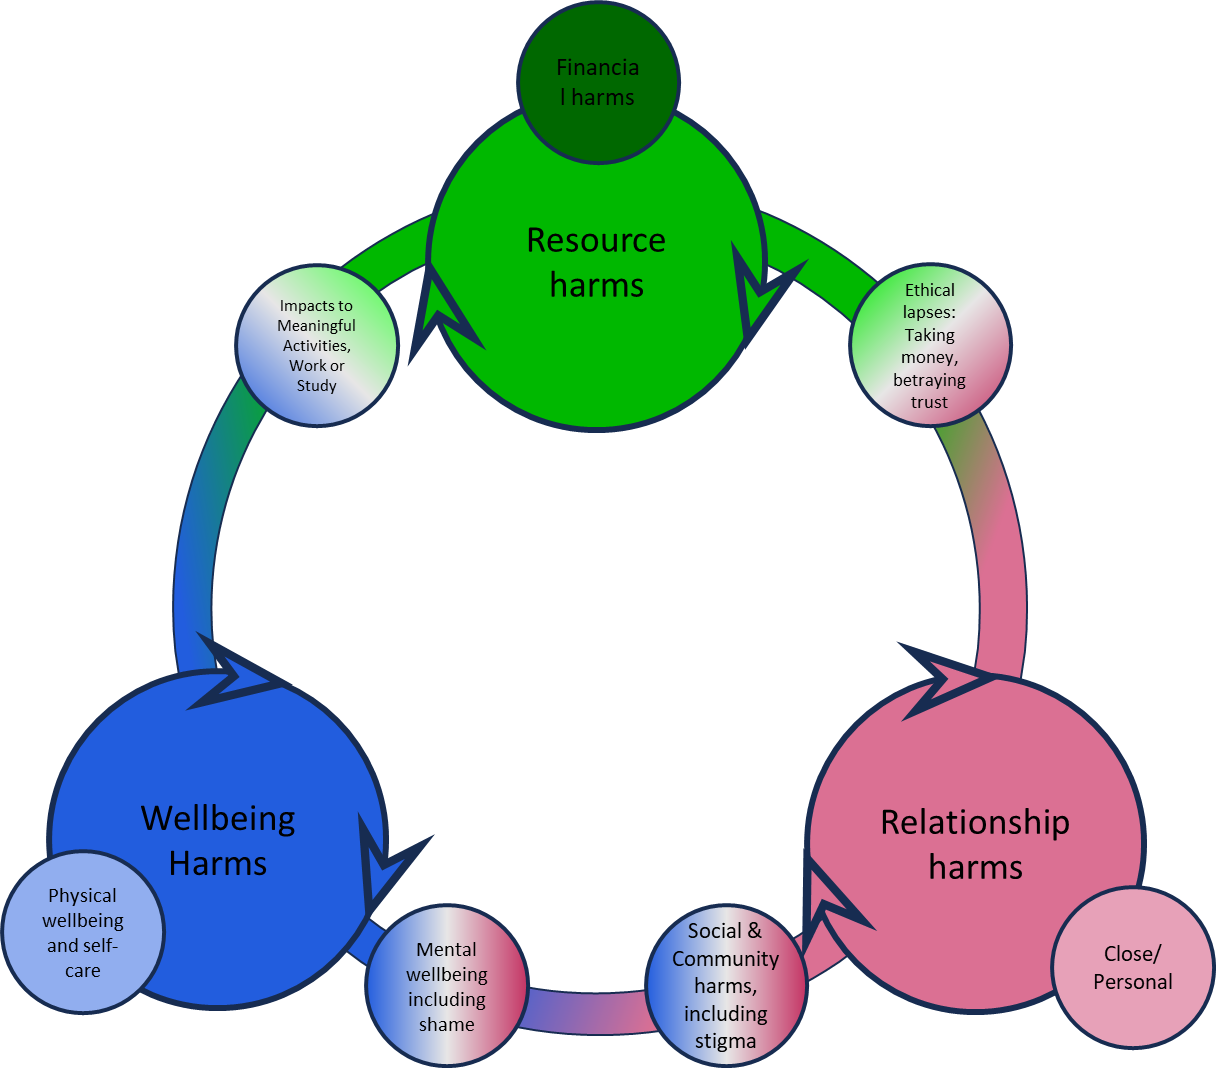 Financia
l harms
Resource
harms
Impacts to
Meaningful
Activities,
Work or
Study
Ethical
lapses:
Taking
money,
betraying
trust
Wellbeing
Harms
Relationship
harms
Physical
wellbeing
and self-
care
Mental
wellbeing
including
shame
Social &
Community
harms,
including
stigma
Close/
Personal